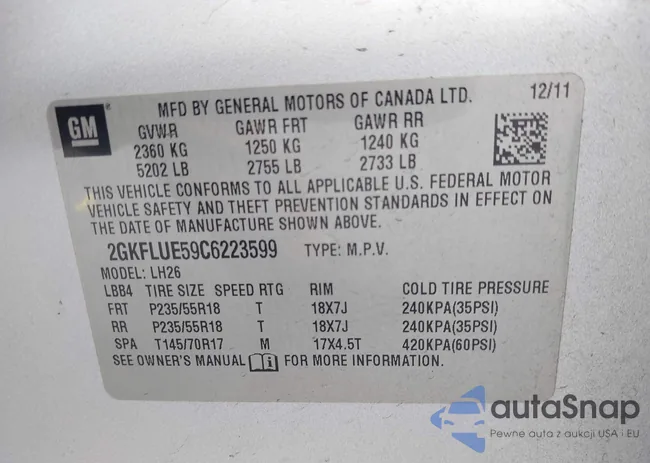 GM
MFD BY GENERAL MOTORS OF CANADA LTD. 12/11
GVWR GAWR FRT GAWR RR
2360 KG 1250 KG 1240 KG
5202 LB 2755 LB 2733 LB
THIS VEHICLE CONFORMS TO ALL APPLICABLE U.S. FEDERAL MOTOR
VEHICLE SAFETY AND THEFT PREVENTION STANDARDS IN EFFECT ON
THE DATE OF MANUFACTURE SHOWN ABOVE.
2GKFLUE59C6223599 TYPE: M.P.V.
MODEL: LH26
LBB4 TIRE SIZE SPEED RTG RIM COLD TIRE PRESSURE
FRT P235/55R18 T 18X7J 240KPA(35PSI)
RR P235/55R18 T 18X7J 240KPA(35PSI)
SPA T145/70R17 M 17X4.5T 420KPA(60PSI)
SEE OWNER'S MANUAL FOR MORE INFORMATION.
autaSnap
Pewne auta z aukcji USA i EU